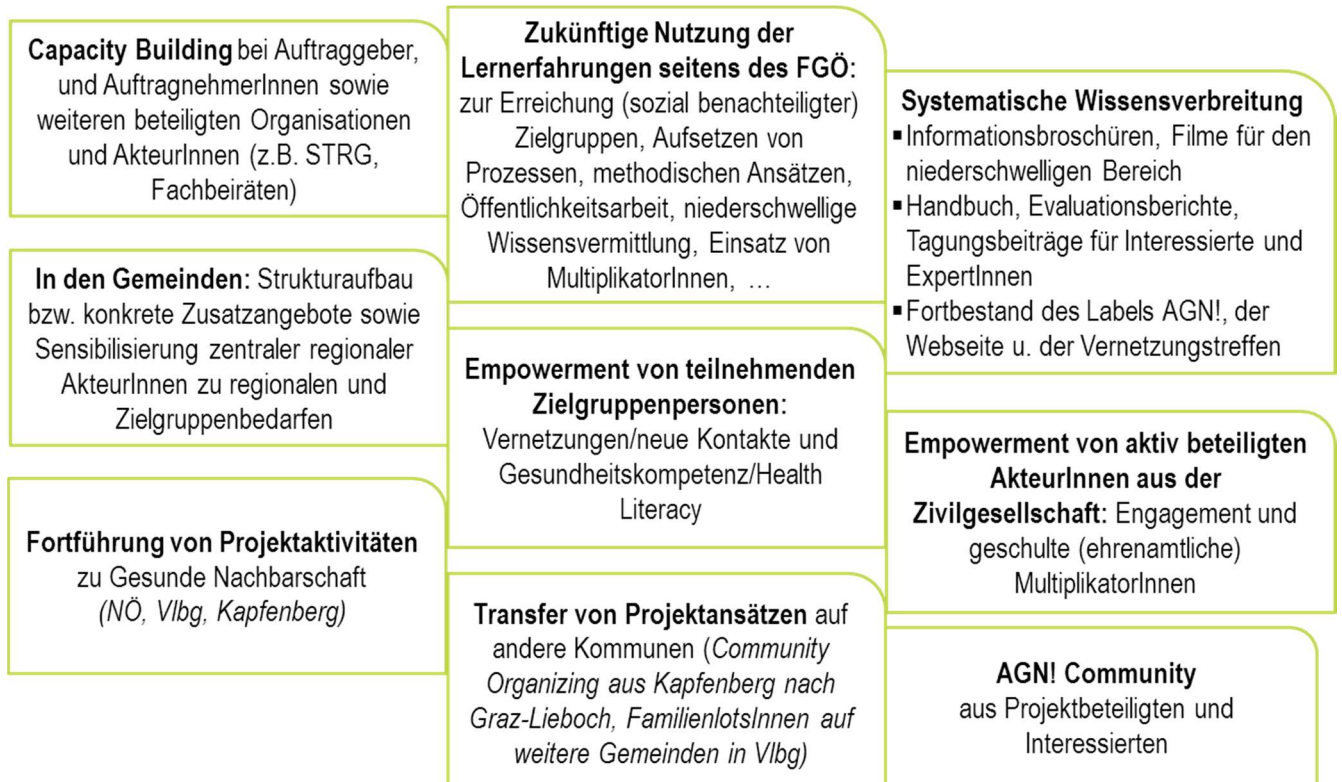 Capacity Building bei Auftraggeber,
und AuftragnehmerInnen sowie
weiteren beteiligten Organisationen
und AkteurInnen (z.B. STRG,
Fachbeiräten)
In den Gemeinden: Strukturaufbau
bzw. konkrete Zusatzangebote sowie
Sensibilisierung zentraler regionaler
AkteurInnen zu regionalen und
Zielgruppenbedarfen
Fortführung von Projektaktivitäten
zu Gesunde Nachbarschaft
(NÖ, Vlbg, Kapfenberg)
Zukünftige Nutzung der
Lernerfahrungen seitens des FGÖ:
zur Erreichung (sozial benachteiligter)
Zielgruppen, Aufsetzen von
Prozessen, methodischen Ansätzen,
Öffentlichkeitsarbeit, niederschwellige
Wissensvermittlung, Einsatz von
MultiplikatorInnen, …
Empowerment von teilnehmenden
Zielgruppenpersonen:
Vernetzungen/neue Kontakte und
Gesundheitskompetenz/Health
Literacy
Transfer von Projektansätzen auf
andere Kommunen (Community
Organizing aus Kapfenberg nach
Graz-Lieboch, FamilienlotsInnen auf
weitere Gemeinden in Vlbg)
Systematische Wissensverbreitung
▪Informationsbroschüren, Filme für den
niederschwelligen Bereich
▪Handbuch, Evaluationsberichte,
Tagungsbeiträge für Interessierte und
ExpertInnen
▪Fortbestand des Labels AGN!, der
Webseite u. der Vernetzungstreffen
Empowerment von aktiv beteiligten
AkteurInnen aus der
Zivilgesellschaft: Engagement und
geschulte (ehrenamtliche)
MultiplikatorInnen
AGN! Community
aus Projektbeteiligten und
Interessierten